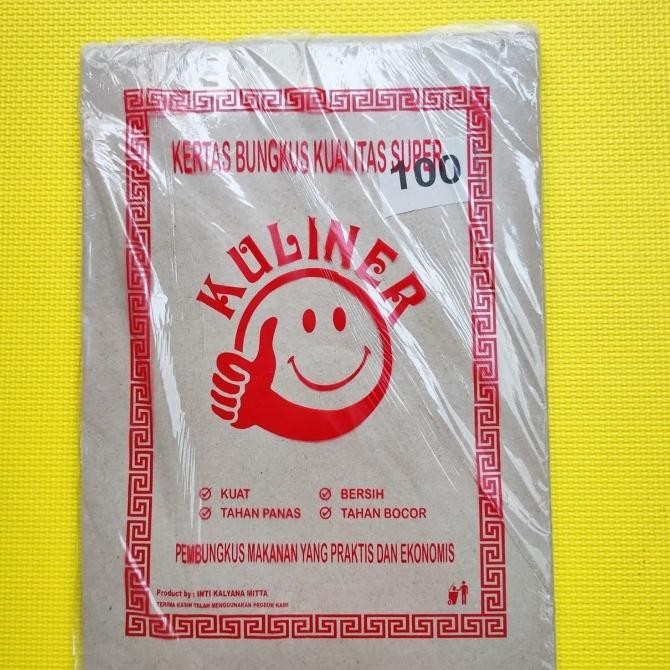 KERTAS BUNGKUS KUALITAS SUPER
100
KULINER
KUAT
BERSIH
TAHAN PANAS
TAHAN BOCOR
PEMBUNGKUS MAKANAN YANG PRAKTIS DAN EKONOMIS
Product by : INTI KALYANA MITTA
TERIMA KASIH TELAH MENGGUNAKAN PRODUK KAMI